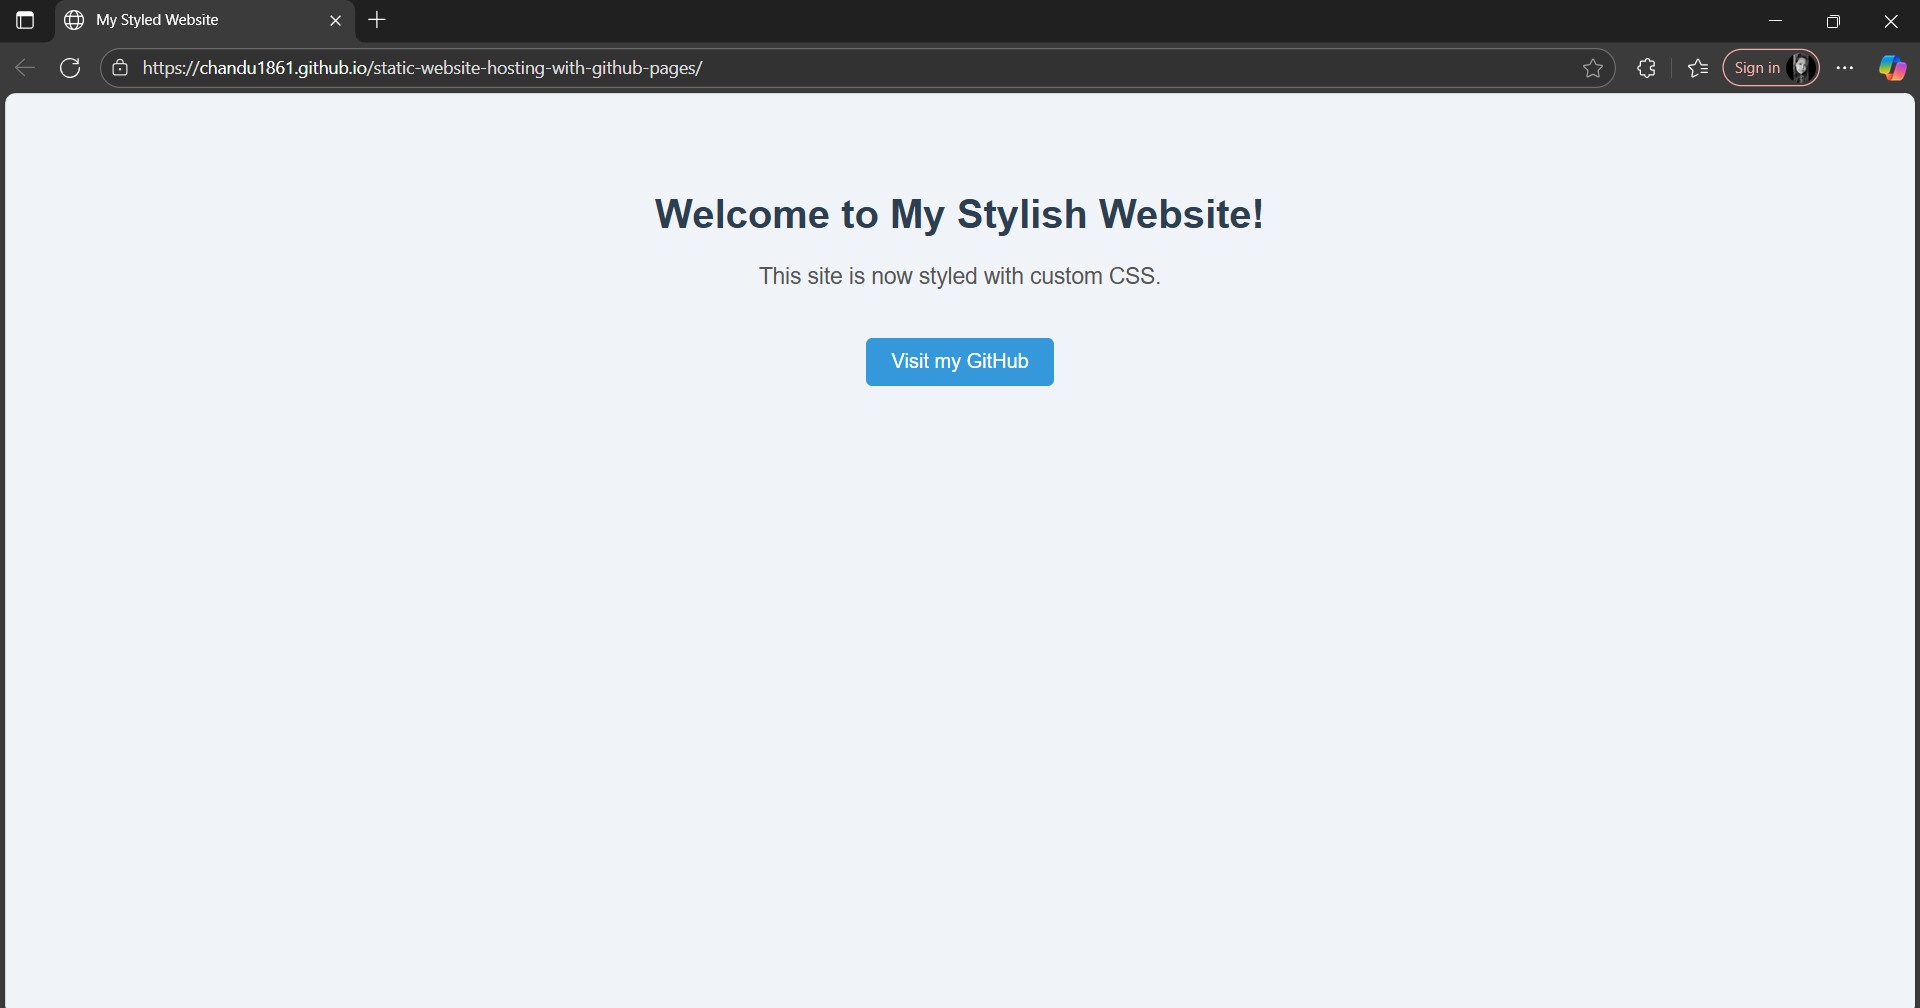 My Styled Website
https://chandu1861.github.io/static-website-hosting-with-github-pages/
Sign in
Welcome to My Stylish Website!
This site is now styled with custom CSS.
Visit my GitHub